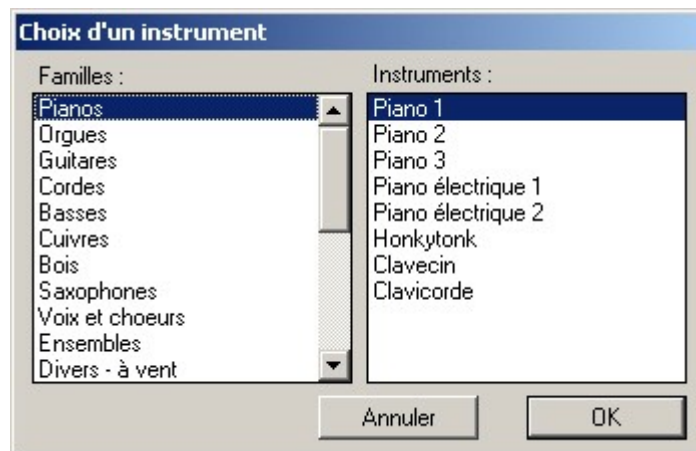 Choix d'un instrument
Familles :
Pianos
Orgues
Guitares
Cordes
Basses
Cuivres
Bois
Saxophones
Voix et choeurs
Ensembles
Divers - à vent
Instruments :
Piano 1
Piano 2
Piano 3
Piano électrique 1
Piano électrique 2
Honkytonk
Clavecin
Clavicorde
Annuler
OK